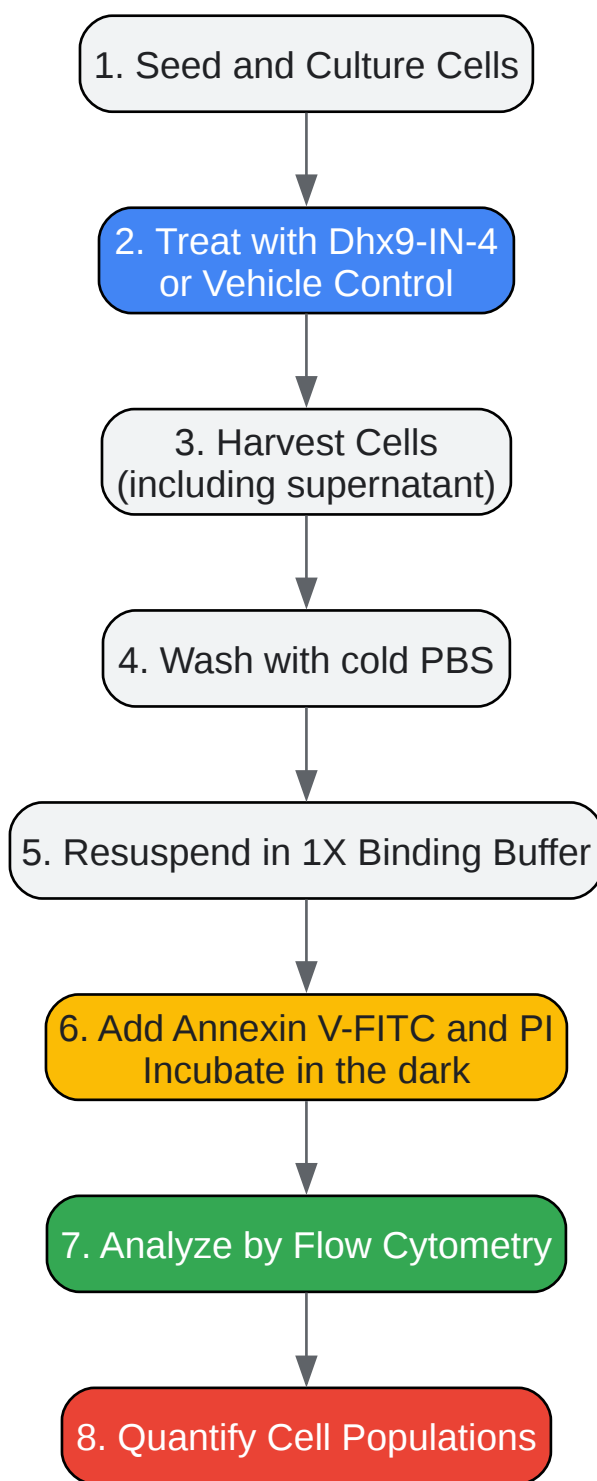 1. Seed and Culture Cells
2. Treat with Dhx9-IN-4
or Vehicle Control
3. Harvest Cells
(including supernatant)
4. Wash with cold PBS
5. Resuspend in 1X Binding Buffer
6. Add Annexin V-FITC and PI
Incubate in the dark
7. Analyze by Flow Cytometry
8. Quantify Cell Populations